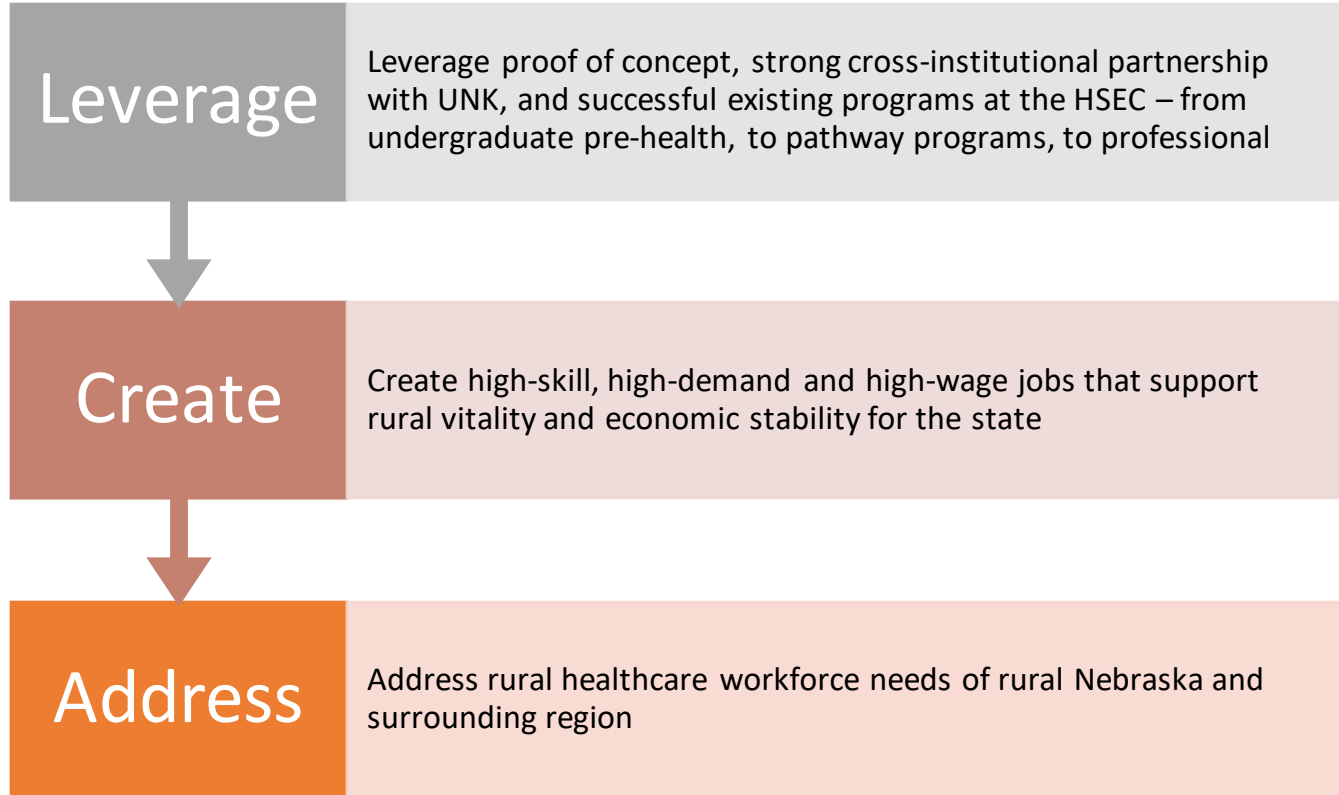 Leverage
Leverage proof of concept, strong cross-institutional partnership
with UNK, and successful existing programs at the HSEC – from
undergraduate pre-health, to pathway programs, to professional
Create
Create high-skill, high-demand and high-wage jobs that support
rural vitality and economic stability for the state
Address
Address rural healthcare workforce needs of rural Nebraska and
surrounding region